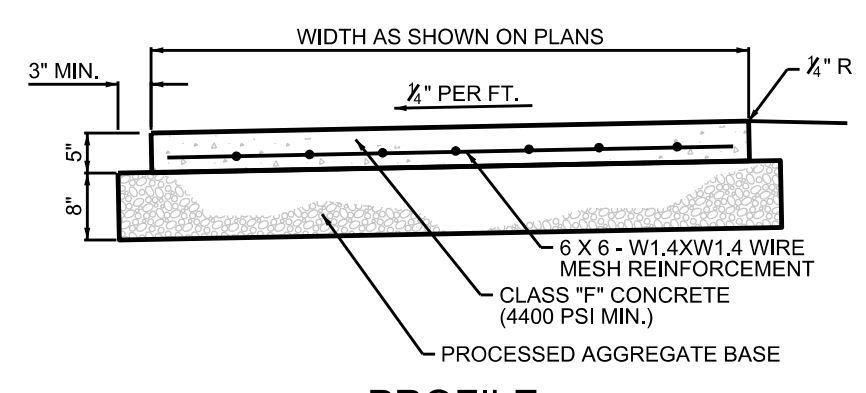 WIDTH AS SHOWN ON PLANS
3" MIN.
1/4" R
1/4" PER FT.
5"
8"
6 X 6 - W1.4XW1.4 WIRE
MESH REINFORCEMENT
CLASS "F" CONCRETE
(4400 PSI MIN.)
PROCESSED AGGREGATE BASE